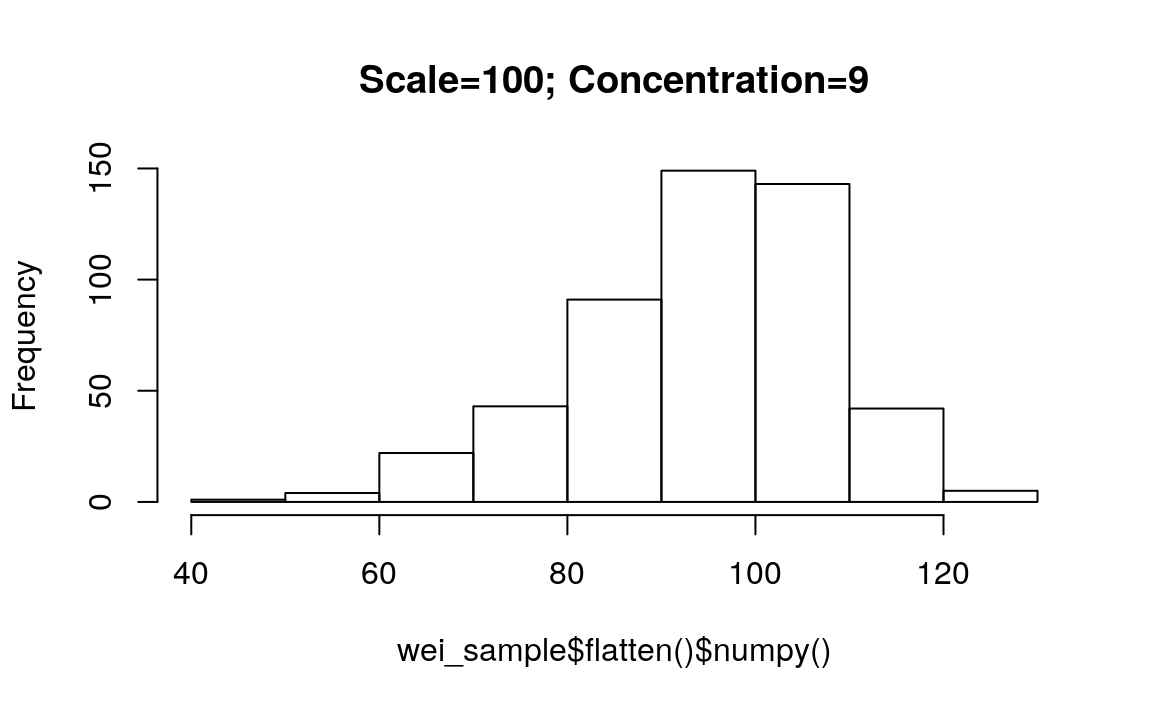 Scale=100; Concentration=9
Frequency
150
100
50
0
40 60 80 100 120
wei_sample$flatten()$numpy()